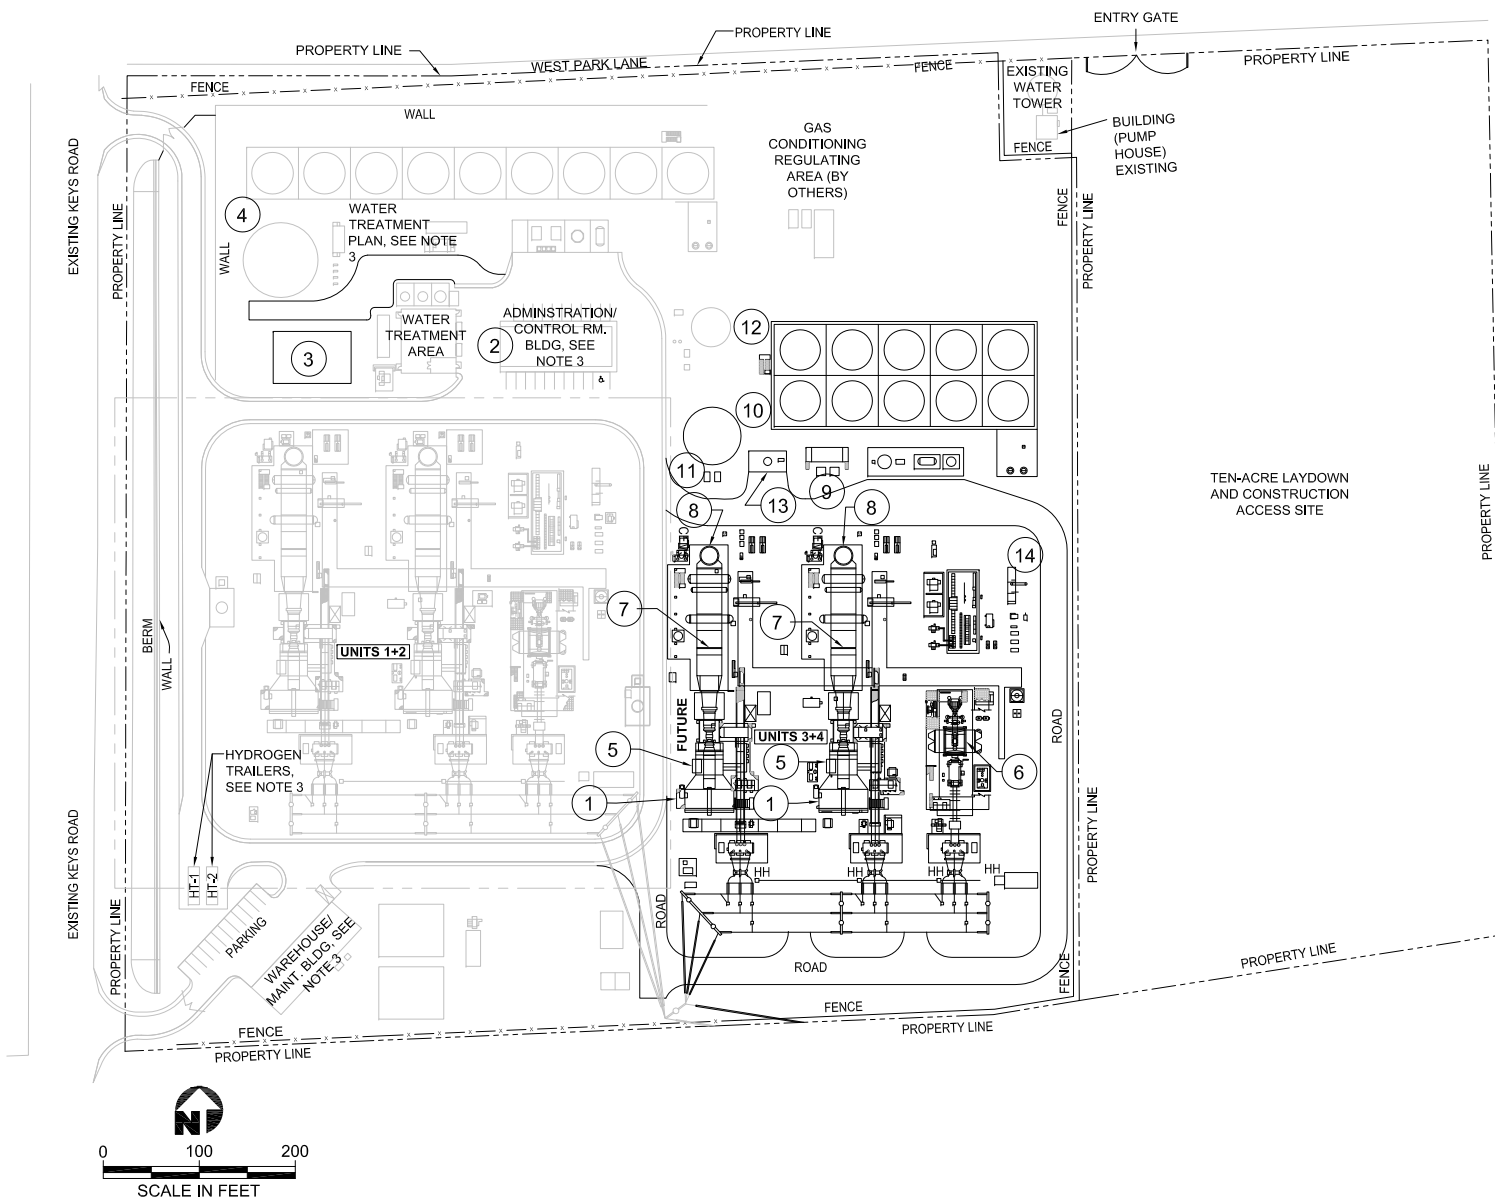 ENTRY GATE
PROPERTY LINE
PROPERTY LINE
WEST PARK LANE
FENCE
PROPERTY LINE
FENCE
WALL
EXISTING
WATER
TOWER
BUILDING
(PUMP
HOUSE)
EXISTING
FENCE
GAS
CONDITIONING
REGULATING
AREA (BY
OTHERS)
EXISTING KEYS ROAD
PROPERTY LINE
WALL
4
WATER
TREATMENT
PLAN, SEE NOTE
3
FENCE
PROPERTY LINE
3
WATER
TREATMENT
AREA
2
ADMINSTRATION/
CONTROL RM.
BLDG, SEE
NOTE 3
12
10
11
13
9
8
8
14
TEN-ACRE LAYDOWN
AND CONSTRUCTION
ACCESS SITE
PROPERTY LINE
7
7
BERM
WALL
UNITS 1+2
FUTURE
UNITS 3+4
ROAD
5
5
6
1
1
HYDROGEN
TRAILERS,
SEE NOTE 3
HT-1
HT-2
EXISTING KEYS ROAD
PROPERTY LINE
PARKING
WAREHOUSE/
MAINT. BLDG, SEE
NOTE 3
HH
HH
HH
HH
ROAD
ROAD
PROPERTY LINE
FENCE
PROPERTY LINE
FENCE
PROPERTY LINE
FENCE
PROPERTY LINE
N
0 100 200
SCALE IN FEET